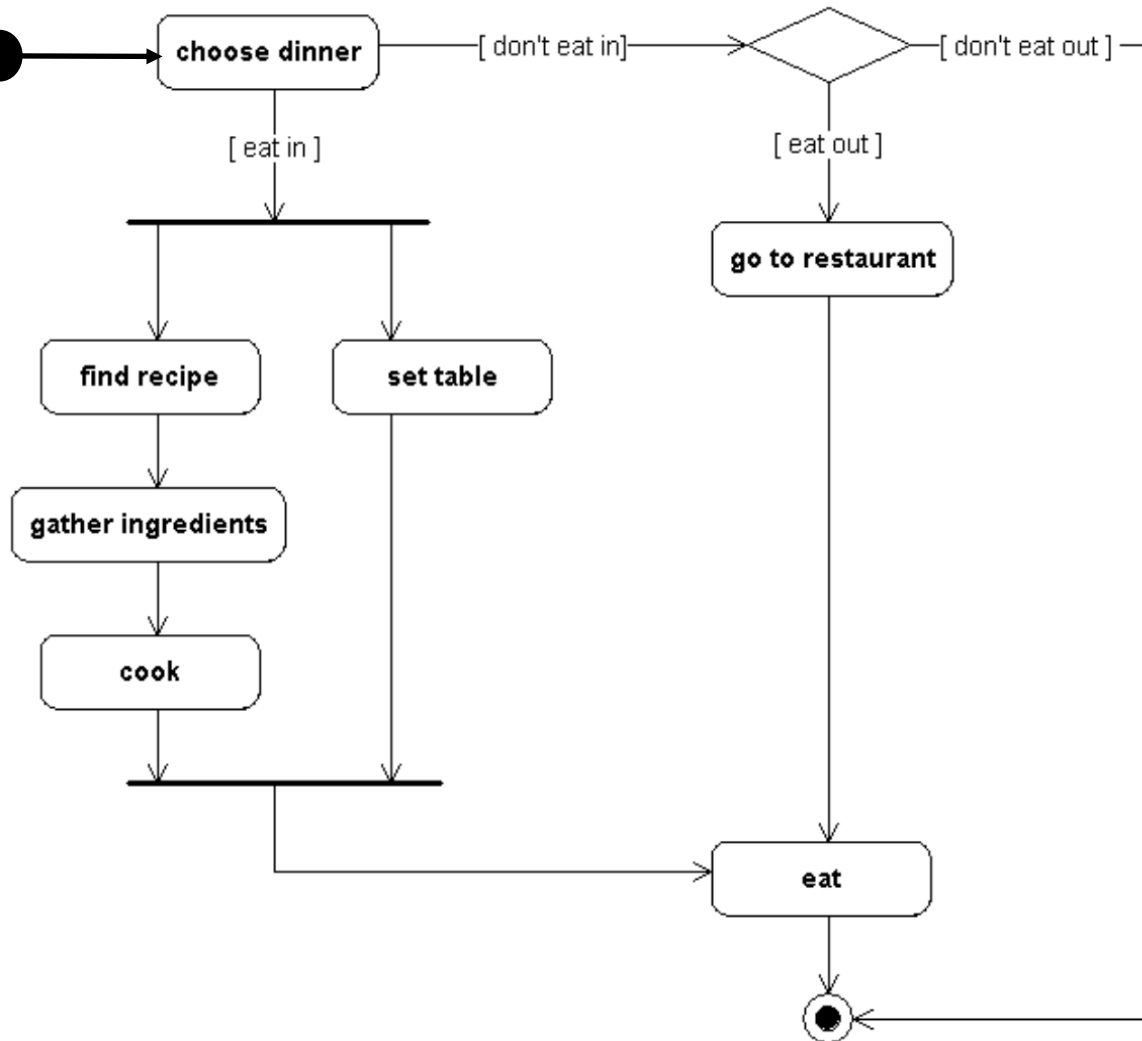 choose dinner
[ don't eat in]
[ don't eat out ]
[ eat in ]
[ eat out ]
go to restaurant
find recipe
set table
gather ingredients
cook
eat